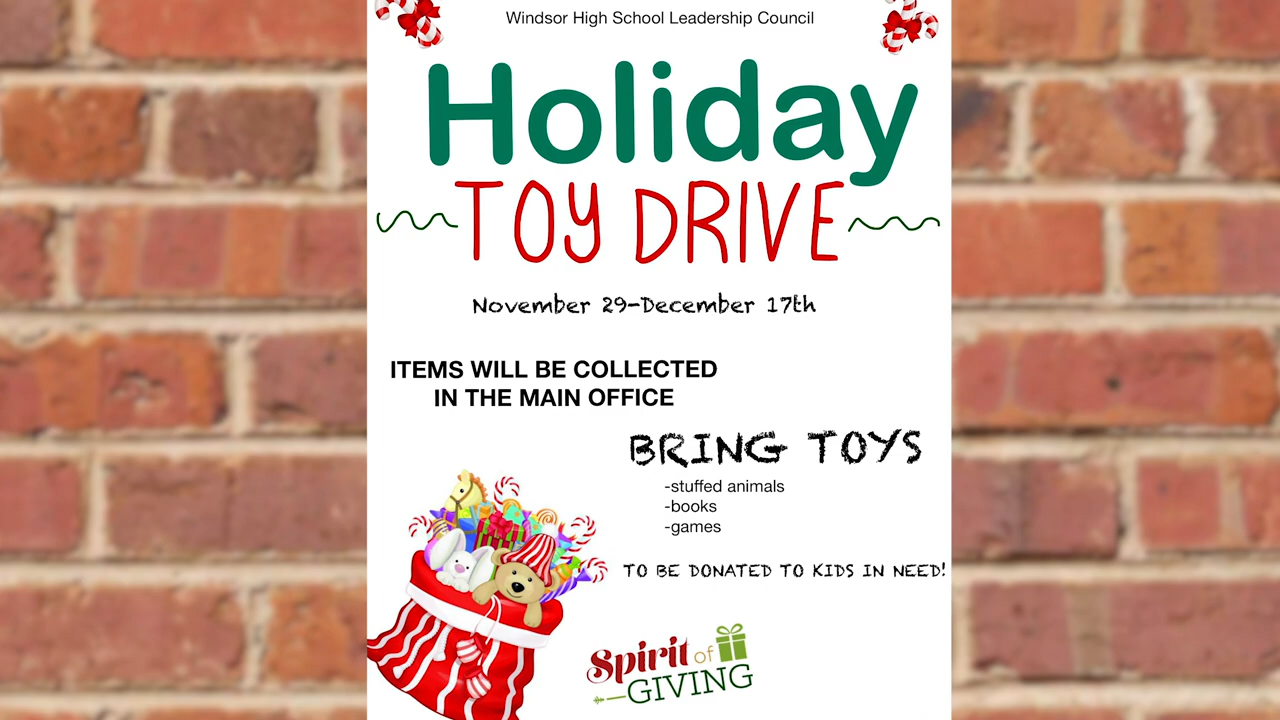 Windsor High School Leadership Council
Holiday
TOY DRIVE
November 29-December 17th
ITEMS WILL BE COLLECTED
IN THE MAIN OFFICE
BRING TOYS
-stuffed animals
-books
-games
TO BE DONATED TO KIDS IN NEED!
Spirit of
GIVING